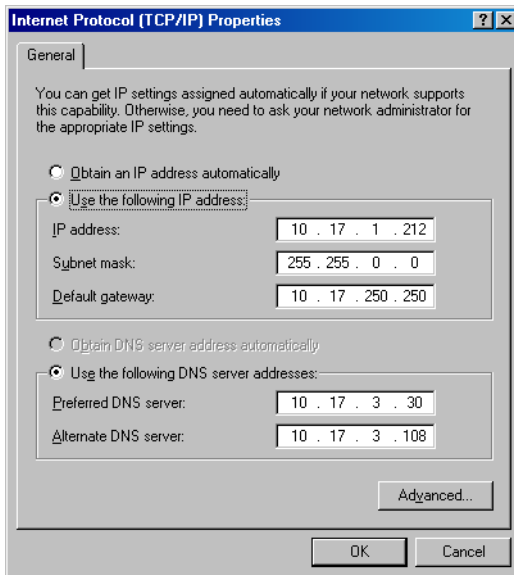 Internet Protocol (TCP/IP) Properties
General
You can get IP settings assigned automatically if your network supports
this capability. Otherwise, you need to ask your network administrator for
the appropriate IP settings.
Obtain an IP address automatically
Use the following IP address:
IP address: 10 . 17 . 1 . 212
Subnet mask: 255 . 255 . 0 . 0
Default gateway: 10 . 17 . 250 . 250
Obtain DNS server address automatically
Use the following DNS server addresses:
Preferred DNS server: 10 . 17 . 3 . 30
Alternate DNS server: 10 . 17 . 3 . 108
Advanced...
OK Cancel